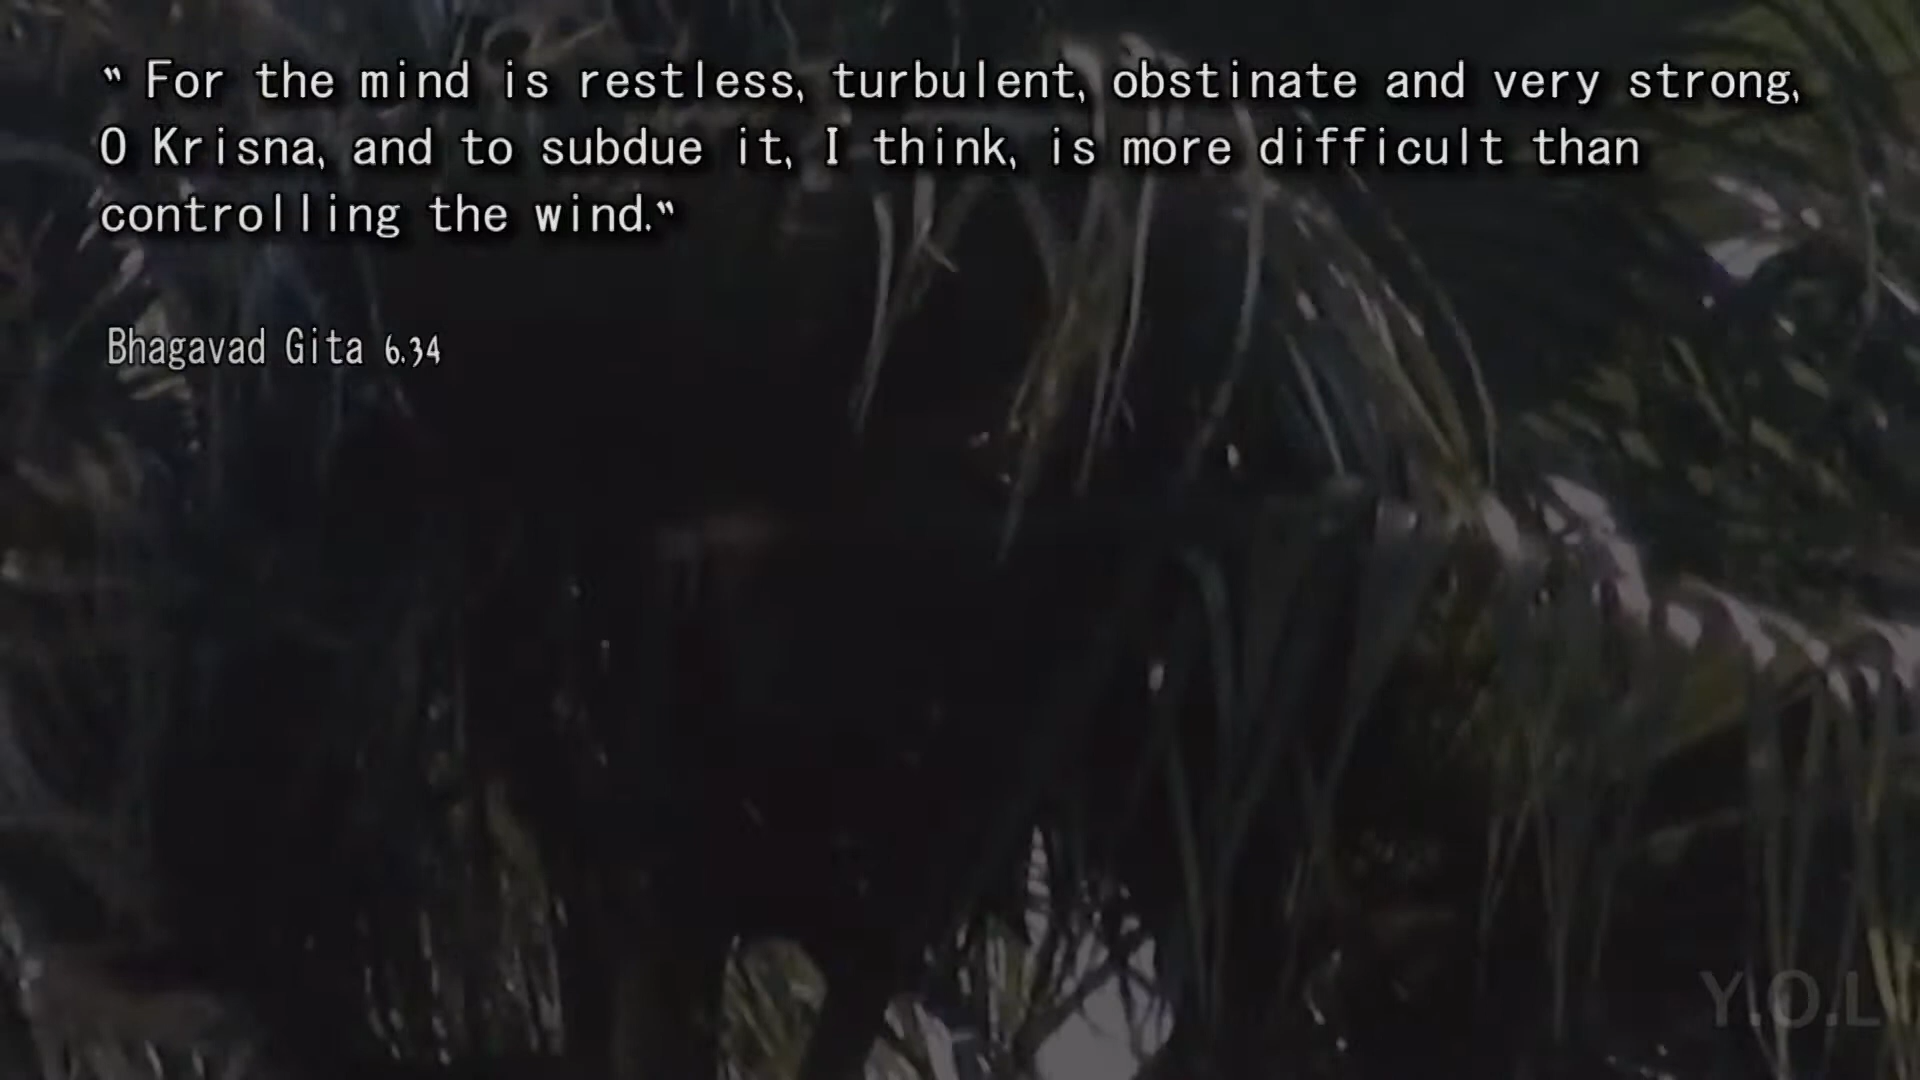 “ For the mind is restless, turbulent, obstinate and very strong,
O Krisna, and to subdue it, I think, is more difficult than
controlling the wind.”
Bhagavad Gita 6.34
Y.O.L